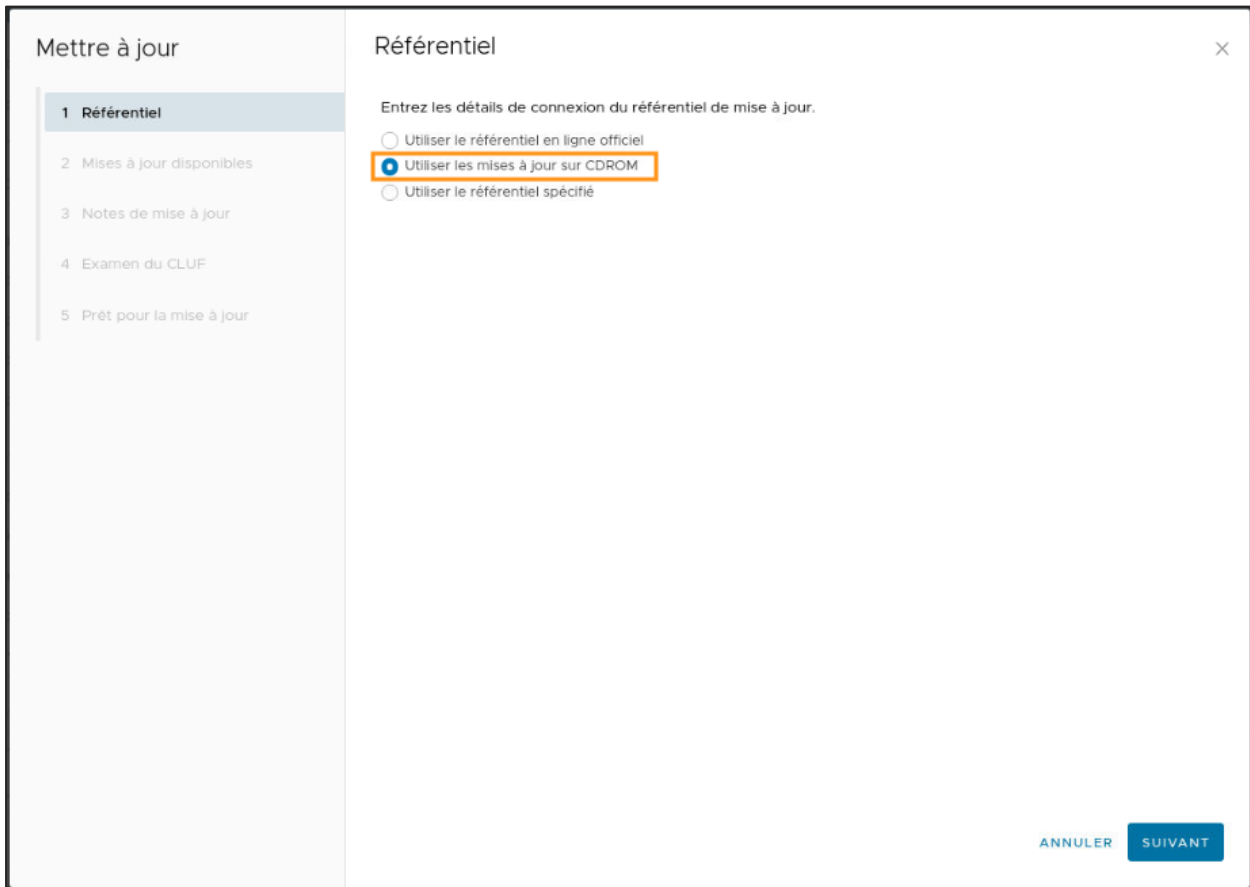 Mettre à jour
1 Référentiel
2 Mises à jour disponibles
3 Notes de mise à jour
4 Examen du CLUF
5 Prêt pour la mise à jour
Référentiel
Entrez les détails de connexion du référentiel de mise à jour.
Utiliser le référentiel en ligne officiel
Utiliser les mises à jour sur CDROM
Utiliser le référentiel spécifié
ANNULER
SUIVANT